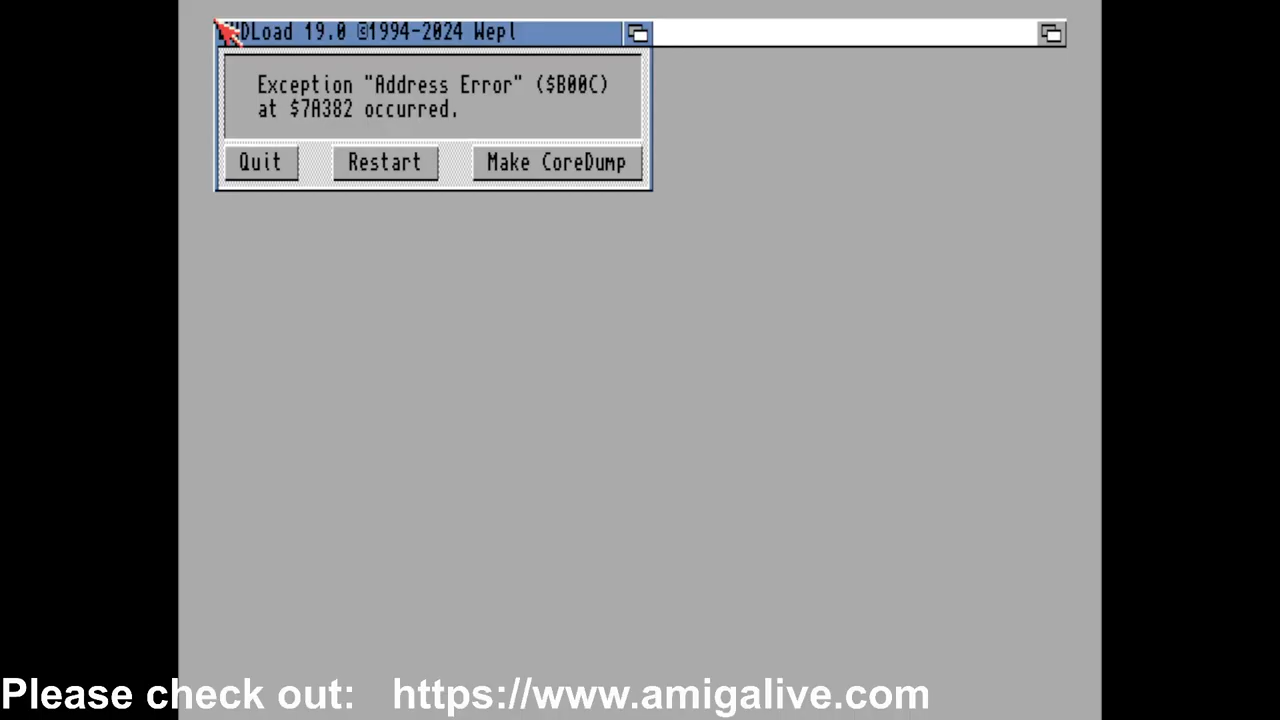 WHDLoad 19.0 ©1994-2024 Wepl
Exception "Address Error" ($B00C)
at $7A382 occurred.
Quit Restart Make CoreDump
Please check out: https://www.amigalive.com